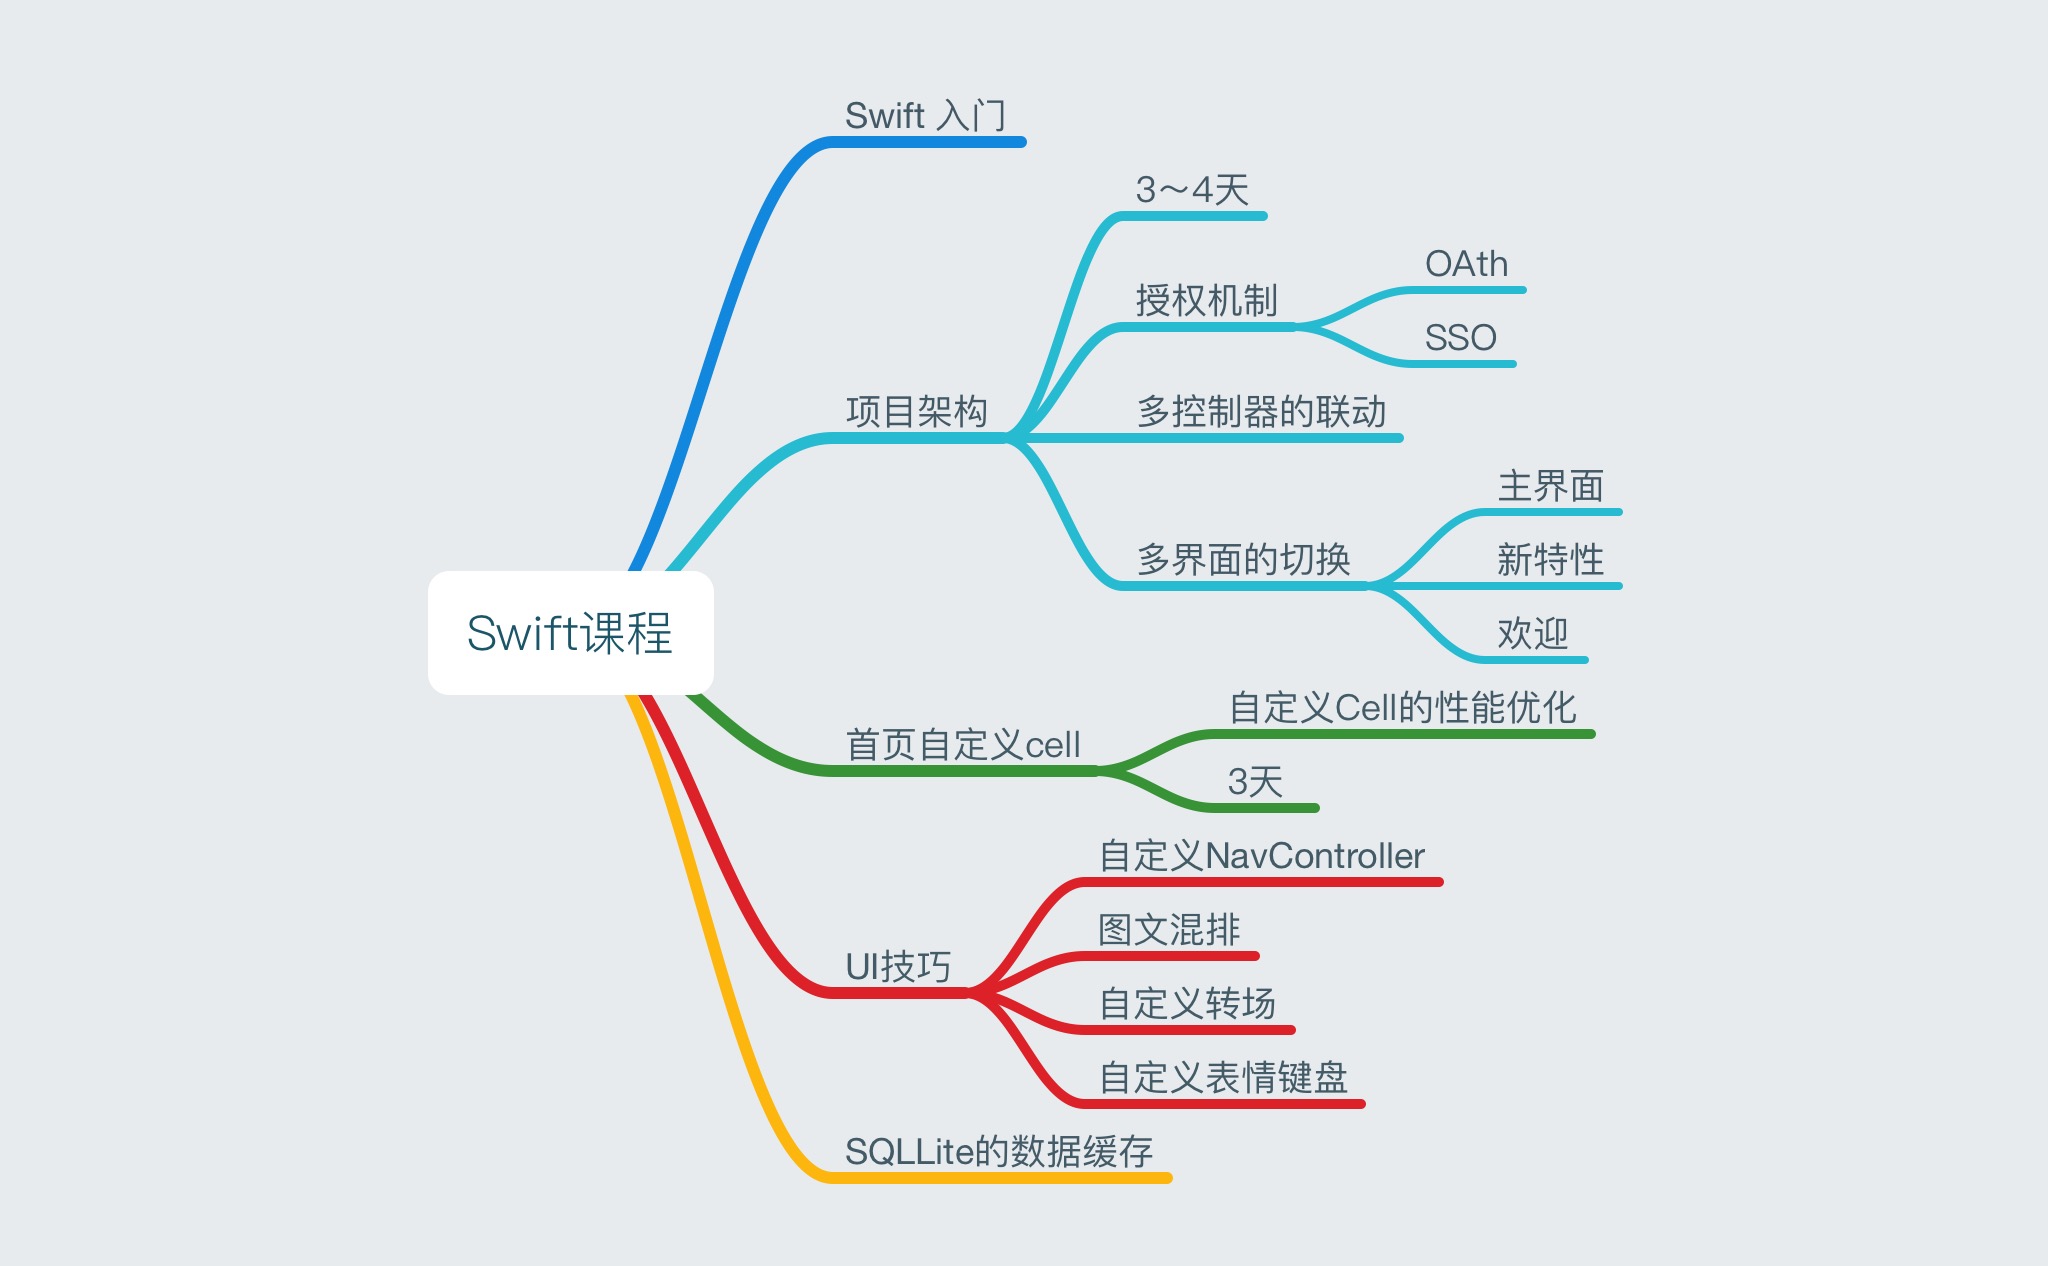 Swift 入门
3～4天
OAth
授权机制
SSO
项目架构
多控制器的联动
主界面
多界面的切换
新特性
欢迎
Swift课程
自定义Cell的性能优化
首页自定义cell
3天
自定义NavController
图文混排
UI技巧
自定义转场
自定义表情键盘
SQLLite的数据缓存